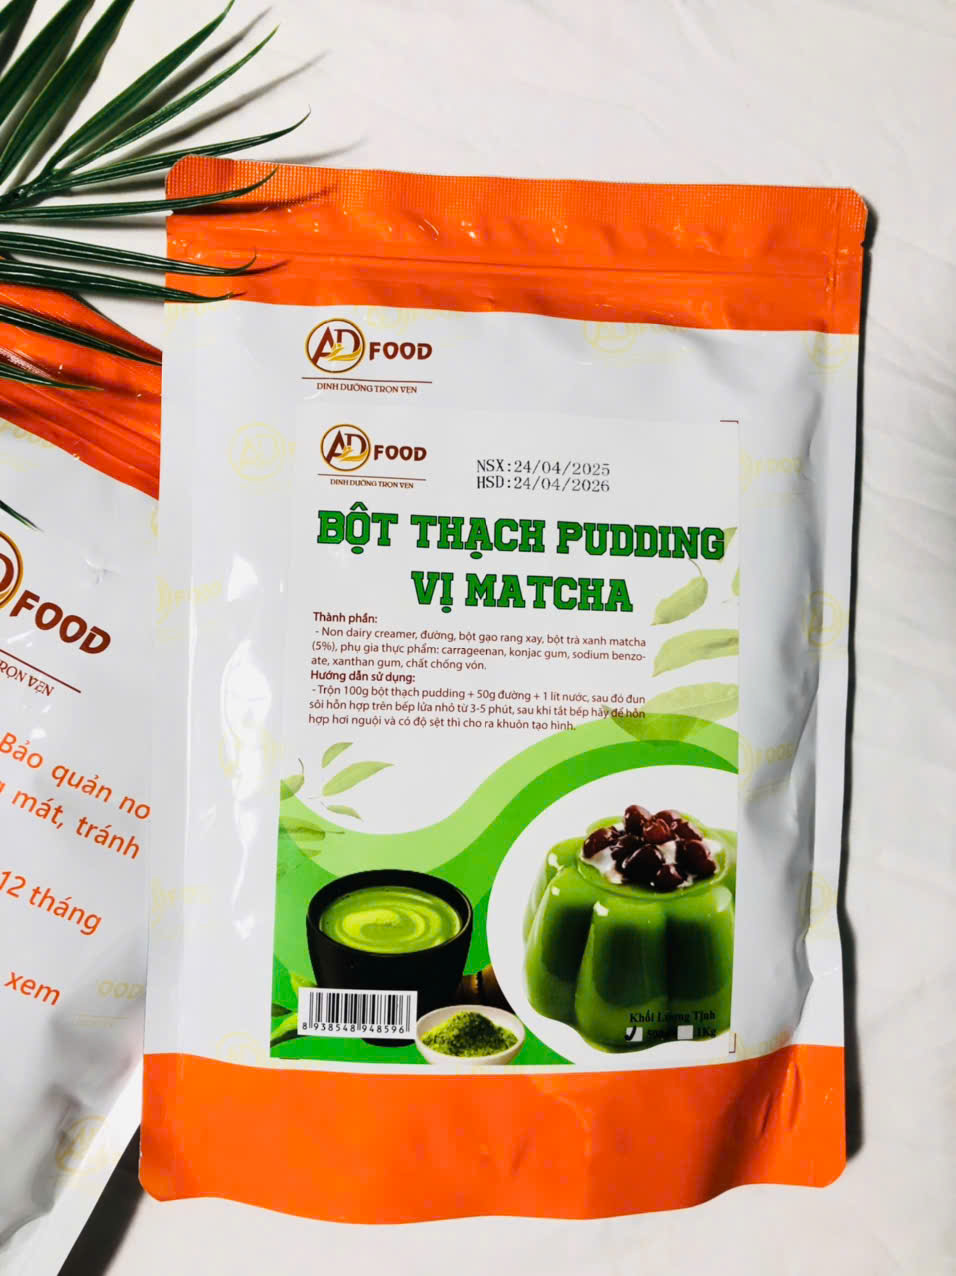 AD FOOD
DINH DƯỠNG TRỌN VẸN
AD FOOD
DINH DƯỠNG TRỌN VẸN
NSX:24/04/2025
HSD:24/04/2026
BỘT THẠCH PUDDING
VỊ MATCHA
Thành phần:
- Non dairy creamer, đường, bột gạo rang xay, bột trà xanh matcha
(5%), phụ gia thực phẩm: carrageenan, konjac gum, sodium benzo-
ate, xanthan gum, chất chống vón.
Hướng dẫn sử dụng:
- Trộn 100g bột thạch pudding + 50g đường + 1 lít nước, sau đó đun
sôi hỗn hợp trên bếp lửa nhỏ từ 3-5 phút, sau khi tắt bếp hãy để hỗn
hợp hơi nguội và có độ sệt thì cho ra khuôn tạo hình.
8 938548 948596
Khối Lượng Tịnh
1Kg
FOOD
VẸN
Bảo quản
mát, tránh
12 tháng
xem